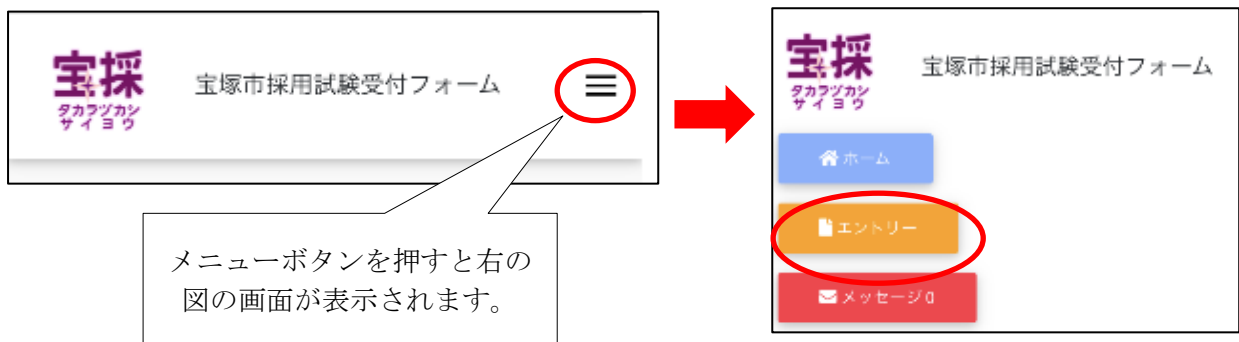 宝採
タカラヅカシ
サイヨウ
宝塚市採用試験受付フォーム
メニューボタンを押すと右の
図の画面が表示されます。
宝採
タカラヅカシ
サイヨウ
宝塚市採用試験受付フォーム
ホーム
エントリー
メッセージ0